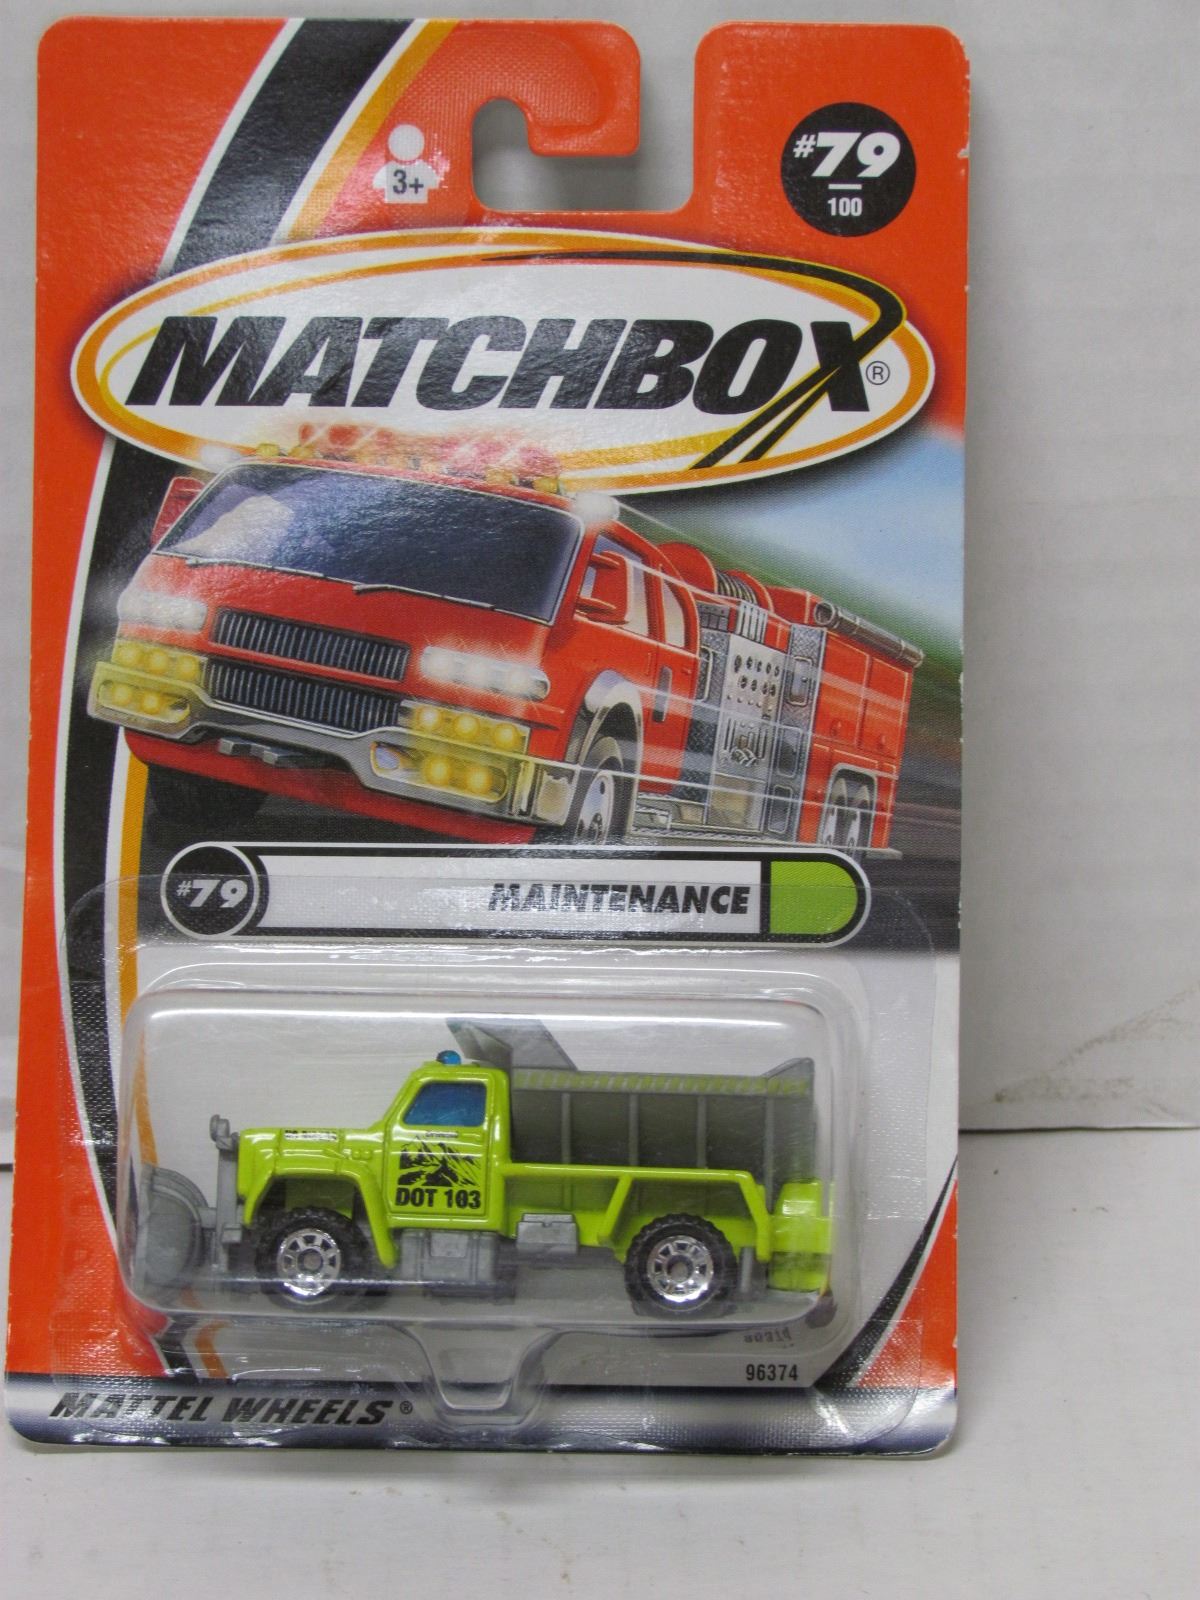 3+
#79
100
MATCHBOX®
#79
MAINTENANCE
DOT 103
96374
MATTEL WHEELS®